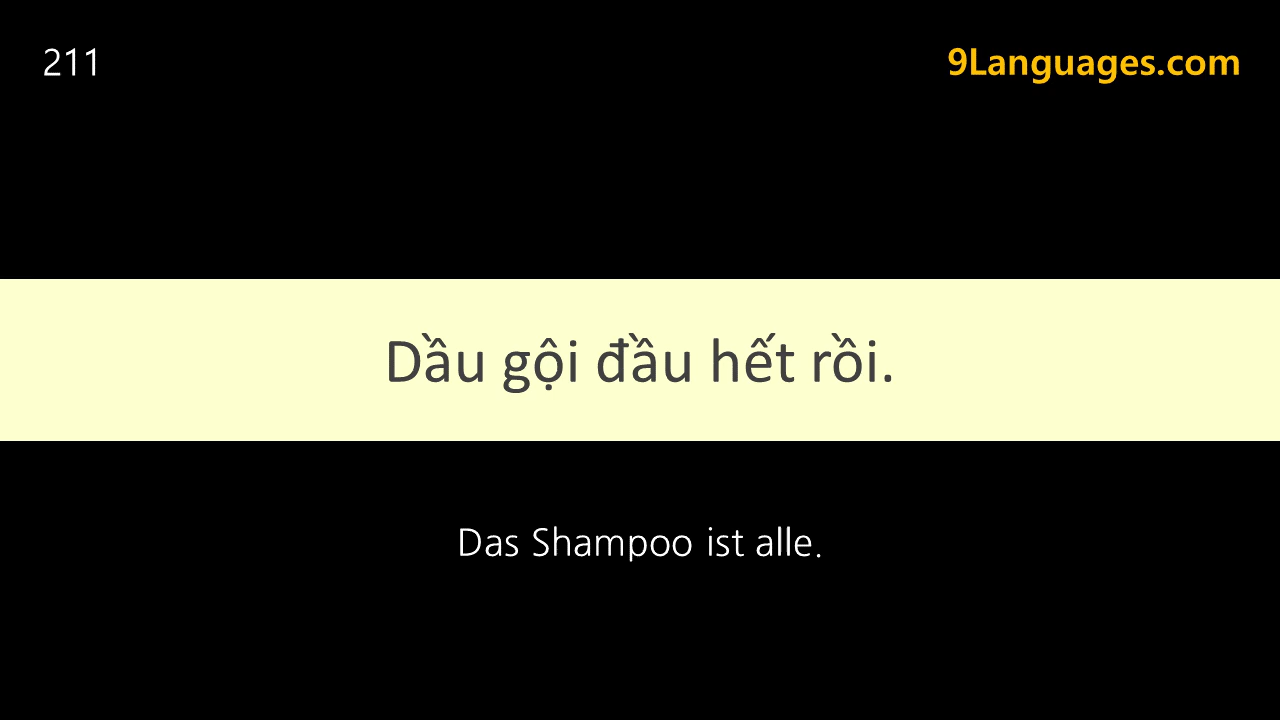 211
9Languages.com
Dầu gội đầu hết rồi.
Das Shampoo ist alle.